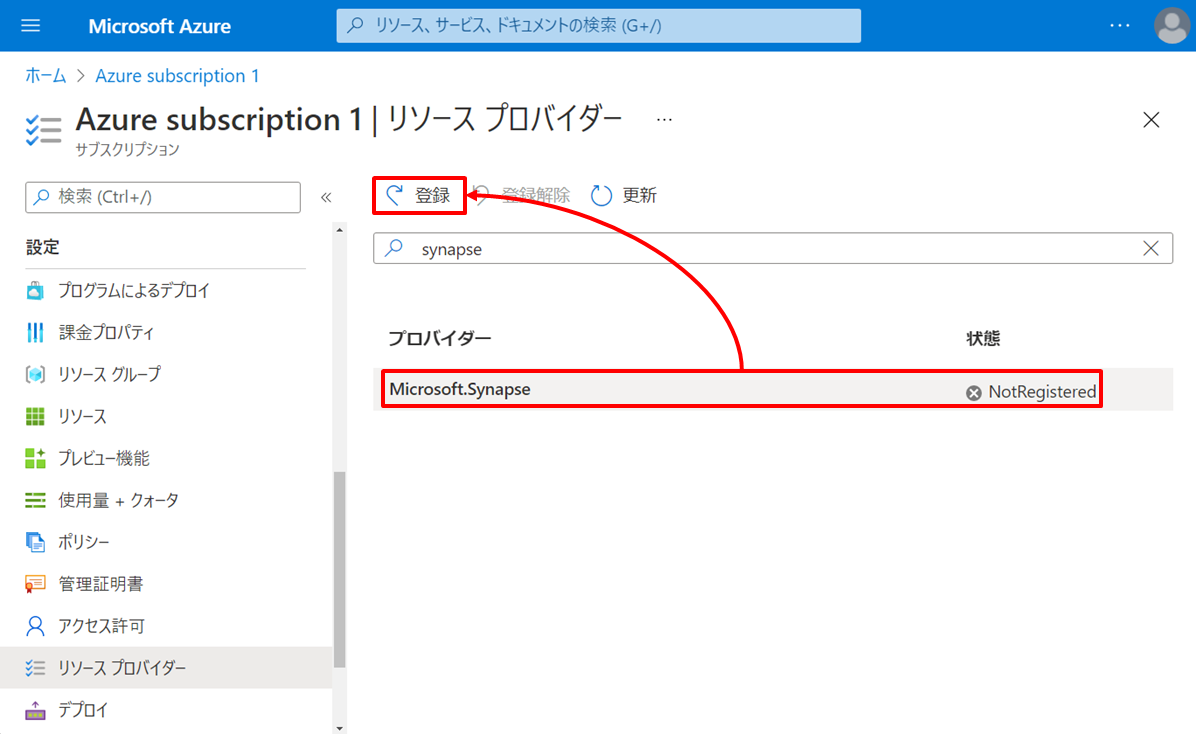 Microsoft Azure
リソース、サービス、ドキュメントの検索 (G+/)
ホーム > Azure subscription 1
Azure subscription 1 | リソース プロバイダー ...
サブスクリプション
検索 (Ctrl+/) «
登録 登録解除 更新
synapse
設定
プログラムによるデプロイ
課金プロパティ
リソース グループ
リソース
プレビュー機能
使用量 + クォータ
ポリシー
管理証明書
アクセス許可
リソース プロバイダー
デプロイ
プロバイダー 状態
Microsoft.Synapse NotRegistered